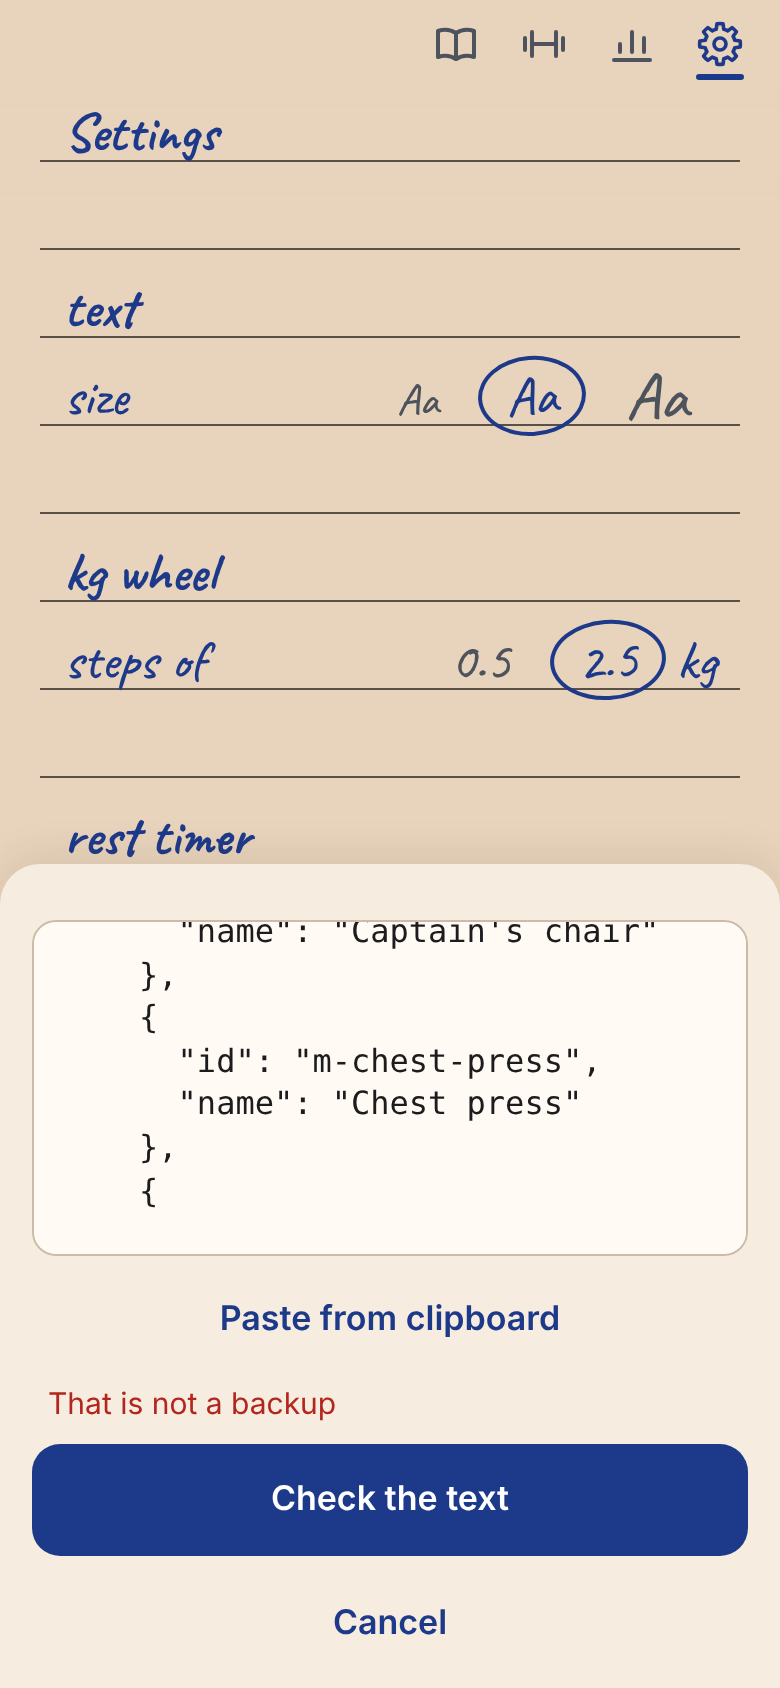 Settings
text
size Aa Aa Aa
kg wheel
steps of 0.5 2.5 kg
rest timer
"name": "Captain's chair"
},
{
"id": "m-chest-press",
"name": "Chest press"
},
{
Paste from clipboard
That is not a backup
Check the text
Cancel